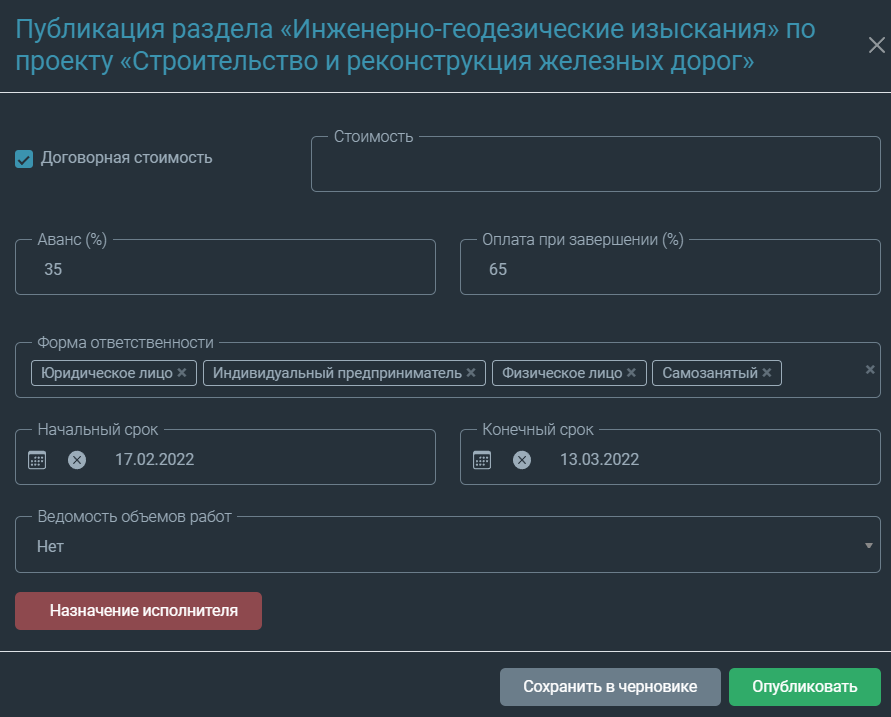 Публикация раздела «Инженерно-геодезические изыскания» по
проекту «Строительство и реконструкция железных дорог»
Договорная стоимость
Стоимость
Аванс (%)
35
Оплата при завершении (%)
65
Форма ответственности
Юридическое лицо × Индивидуальный предприниматель × Физическое лицо × Самозанятый ×
Начальный срок
17.02.2022
Конечный срок
13.03.2022
Ведомость объемов работ
Нет
Назначение исполнителя
Сохранить в черновике
Опубликовать